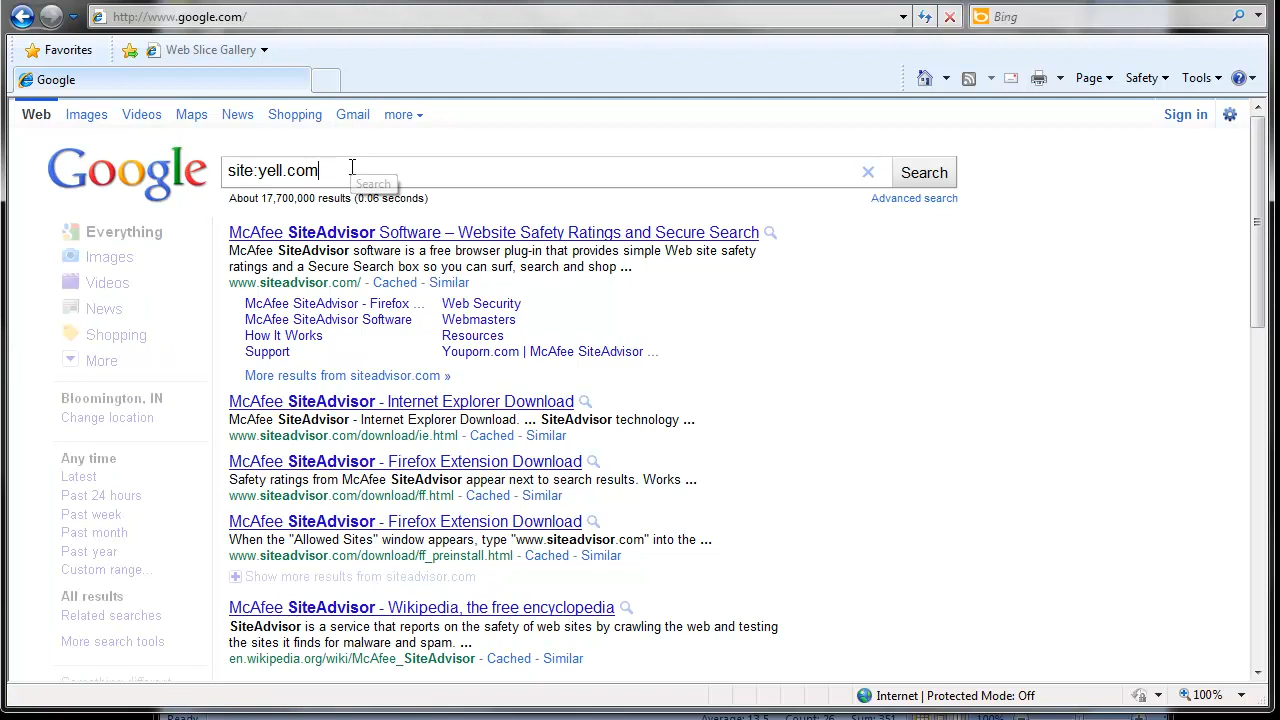 http://www.google.com/
Bing
Favorites
Web Slice Gallery
Google
Page
Safety
Tools
Web Images Videos Maps News Shopping Gmail more
Sign in
Google
site:yell.com
Search
Search
About 17,700,000 results (0.06 seconds)
Advanced search
Everything
Images
Videos
News
Shopping
More
Bloomington, IN
Change location
Any time
Latest
Past 24 hours
Past week
Past month
Past year
Custom range...
All results
Related searches
More search tools
Something different
McAfee SiteAdvisor Software – Website Safety Ratings and Secure Search
McAfee SiteAdvisor software is a free browser plug-in that provides simple Web site safety
ratings and a Secure Search box so you can surf, search and shop ...
www.siteadvisor.com/ - Cached - Similar
McAfee SiteAdvisor - Firefox ...
Web Security
McAfee SiteAdvisor Software
Webmasters
How It Works
Resources
Support
Youporn.com | McAfee SiteAdvisor ...
More results from siteadvisor.com »
McAfee SiteAdvisor - Internet Explorer Download
McAfee SiteAdvisor - Internet Explorer Download. ... SiteAdvisor technology ...
www.siteadvisor.com/download/ie.html - Cached - Similar
McAfee SiteAdvisor - Firefox Extension Download
Safety ratings from McAfee SiteAdvisor appear next to search results. Works ...
www.siteadvisor.com/download/ff.html - Cached - Similar
McAfee SiteAdvisor - Firefox Extension Download
When the "Allowed Sites" window appears, type "www.siteadvisor.com" into the ...
www.siteadvisor.com/download/ff_preinstall.html - Cached - Similar
Show more results from siteadvisor.com
McAfee SiteAdvisor - Wikipedia, the free encyclopedia
SiteAdvisor is a service that reports on the safety of web sites by crawling the web and testing
the sites it finds for malware and spam. ...
en.wikipedia.org/wiki/McAfee_SiteAdvisor - Cached - Similar
Internet | Protected Mode: Off
100%
Ready
Average: 13.5 Count: 26 Sum: 351
100%